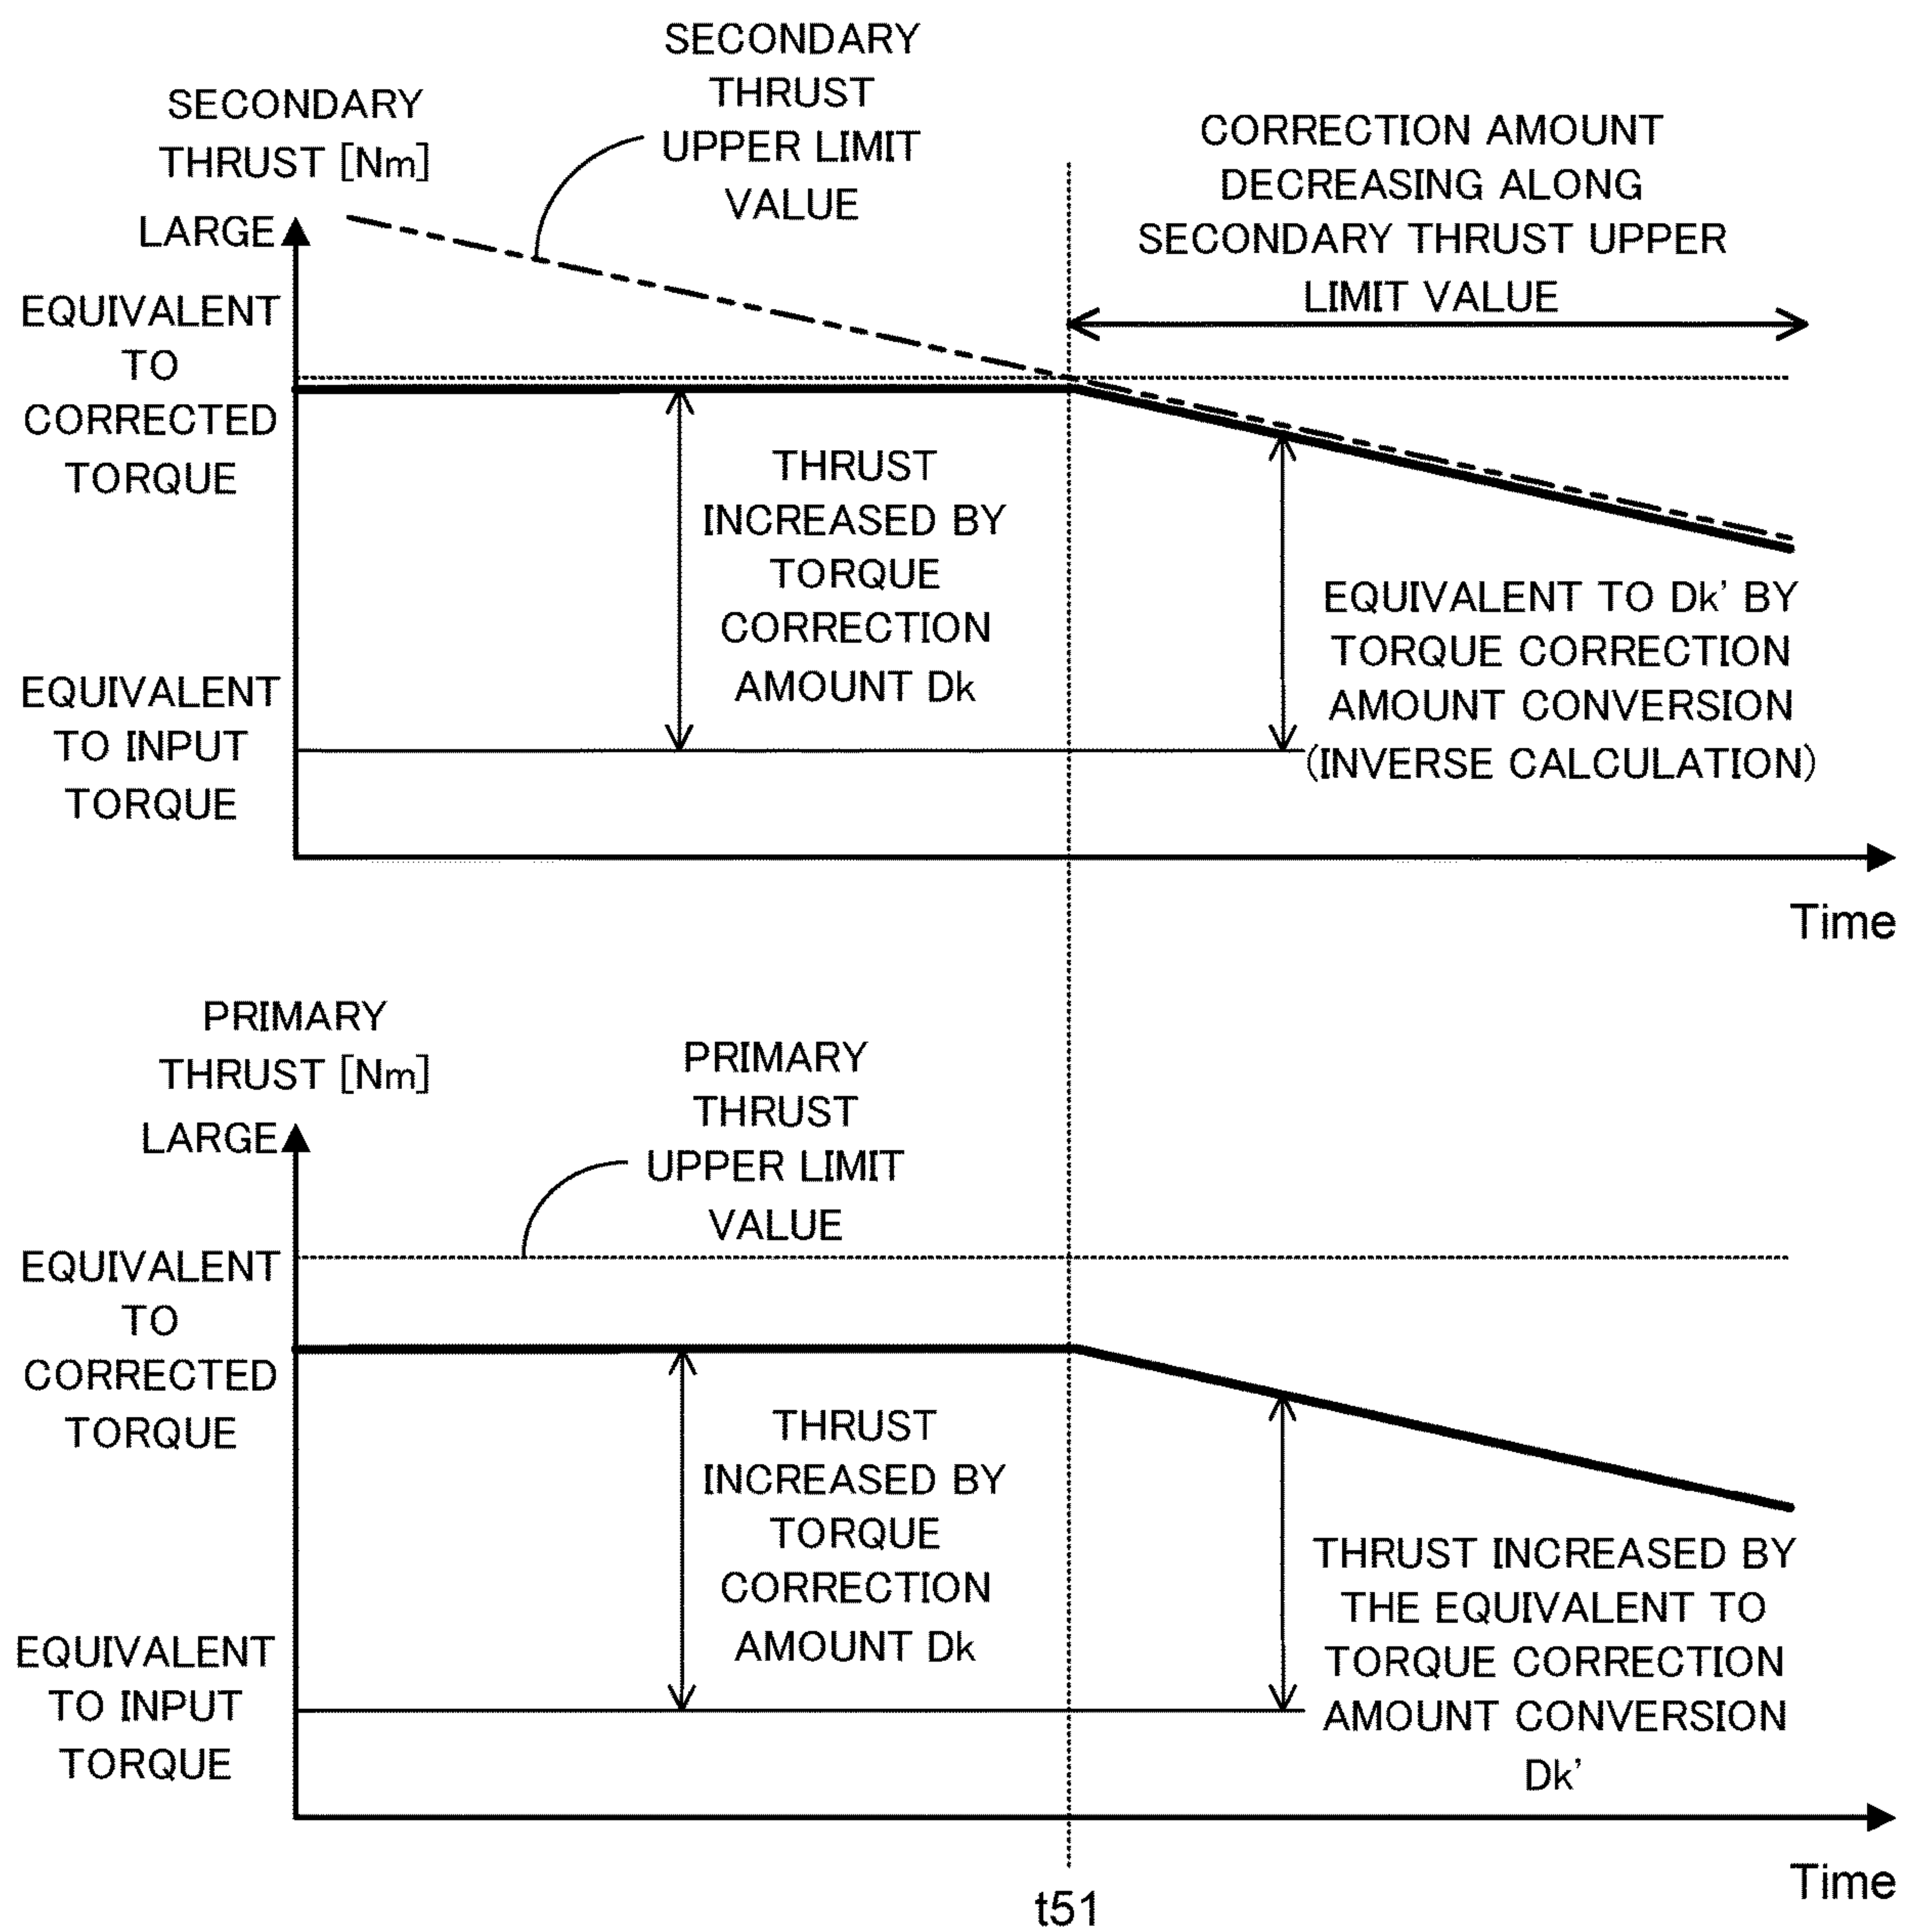 SECONDARY
THRUST [Nm]
LARGE
SECONDARY
THRUST
UPPER LIMIT
VALUE
CORRECTION AMOUNT
DECREASING ALONG
SECONDARY THRUST UPPER
LIMIT VALUE
EQUIVALENT
TO
CORRECTED
TORQUE
THRUST
INCREASED BY
TORQUE
CORRECTION
AMOUNT Dk
EQUIVALENT TO Dk' BY
TORQUE CORRECTION
AMOUNT CONVERSION
(INVERSE CALCULATION)
EQUIVALENT
TO INPUT
TORQUE
Time
PRIMARY
THRUST [Nm]
LARGE
PRIMARY
THRUST
UPPER LIMIT
VALUE
EQUIVALENT
TO
CORRECTED
TORQUE
THRUST
INCREASED BY
TORQUE
CORRECTION
AMOUNT Dk
THRUST INCREASED BY
THE EQUIVALENT TO
TORQUE CORRECTION
AMOUNT CONVERSION
Dk'
EQUIVALENT
TO INPUT
TORQUE
Time
t51